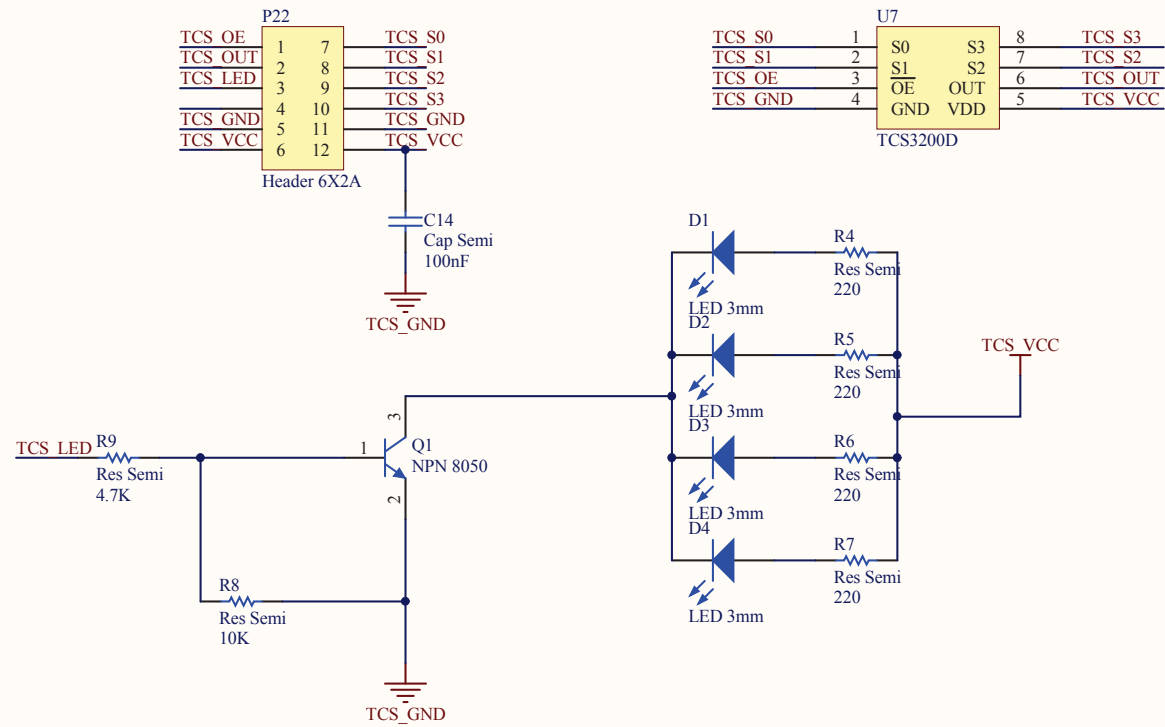 P22
TCS_OE 1 7 TCS_S0
TCS_OUT 2 8 TCS_S1
TCS_LED 3 9 TCS_S2
4 10 TCS_S3
TCS_GND 5 11 TCS_GND
TCS_VCC 6 12 TCS_VCC
Header 6X2A
U7
TCS_S0 1 S0 S3 8 TCS_S3
TCS_S1 2 S1 S2 7 TCS_S2
TCS_OE 3 OE OUT 6 TCS_OUT
TCS_GND 4 GND VDD 5 TCS_VCC
TCS3200D
C14
Cap Semi
100nF
TCS_GND
D1
LED 3mm
R4
Res Semi
220
D2
LED 3mm
R5
Res Semi
220
TCS_VCC
D3
LED 3mm
R6
Res Semi
220
D4
LED 3mm
R7
Res Semi
220
TCS_LED
R9
Res Semi
4.7K
1
3
2
Q1
NPN 8050
R8
Res Semi
10K
TCS_GND